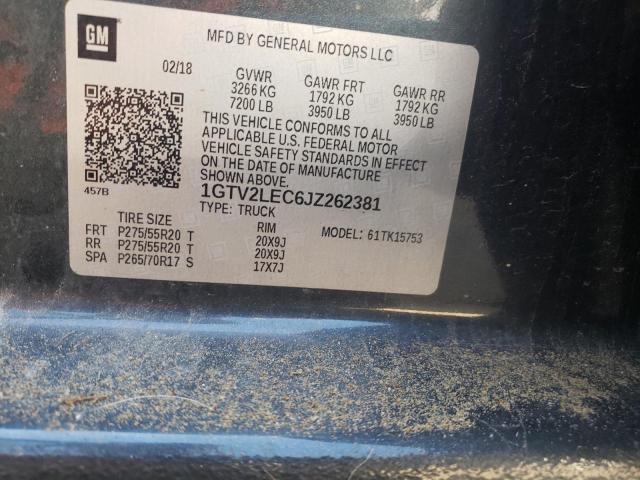 GM
MFD BY GENERAL MOTORS LLC
02/18 GVWR GAWR FRT GAWR RR
3266 KG 1792 KG 1792 KG
7200 LB 3950 LB 3950 LB
THIS VEHICLE CONFORMS TO ALL
APPLICABLE U.S. FEDERAL MOTOR
VEHICLE SAFETY STANDARDS IN EFFECT
ON THE DATE OF MANUFACTURE
SHOWN ABOVE.
457B
1GTV2LEC6JZ262381
TYPE: TRUCK
TIRE SIZE RIM MODEL: 61TK15753
FRT P275/55R20 T 20X9J
RR P275/55R20 T 20X9J
SPA P265/70R17 S 17X7J